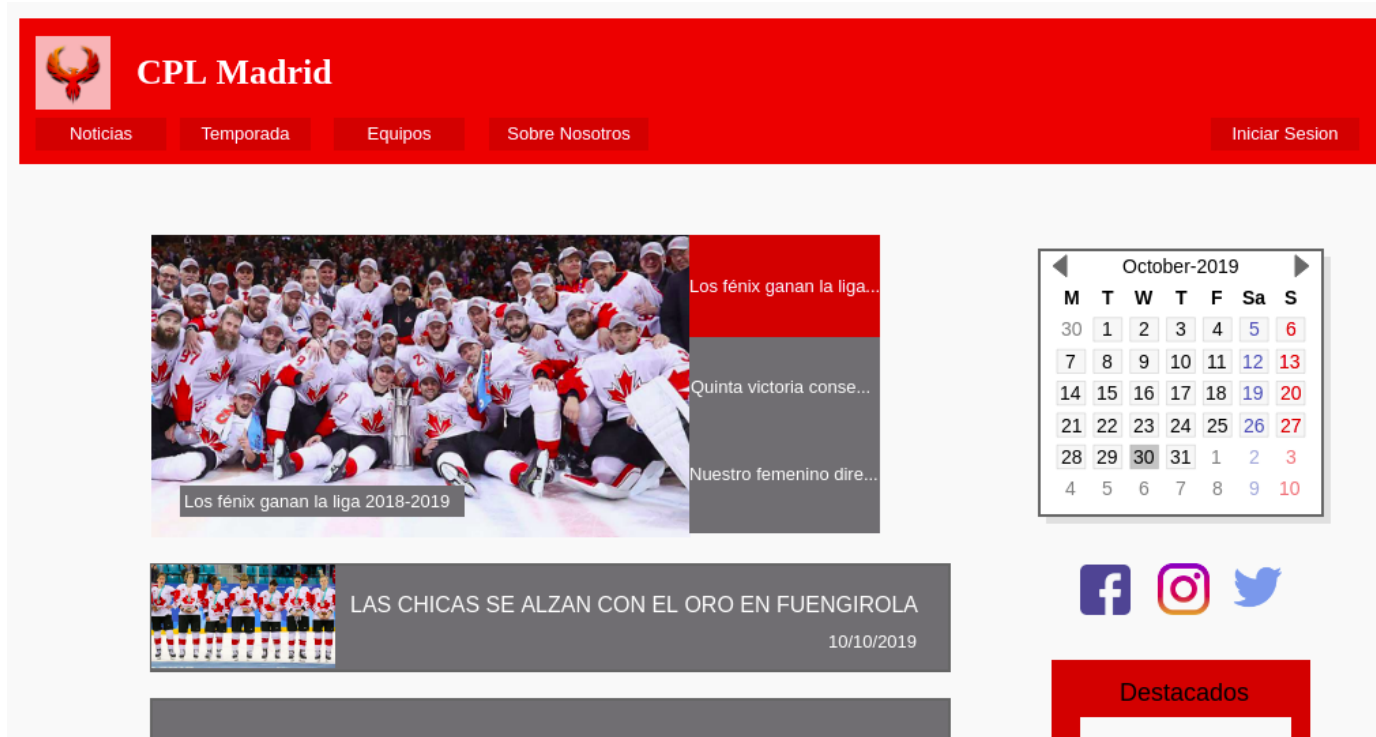 CPL Madrid
Noticias
Temporada
Equipos
Sobre Nosotros
Iniciar Sesion
Los fénix ganan la liga...
Quinta victoria conse...
Nuestro femenino dire...
Los fénix ganan la liga 2018-2019
LAS CHICAS SE ALZAN CON EL ORO EN FUENGIROLA
10/10/2019
October-2019
M T W T F Sa S
30 1 2 3 4 5 6
7 8 9 10 11 12 13
14 15 16 17 18 19 20
21 22 23 24 25 26 27
28 29 30 31 1 2 3
4 5 6 7 8 9 10
Destacados